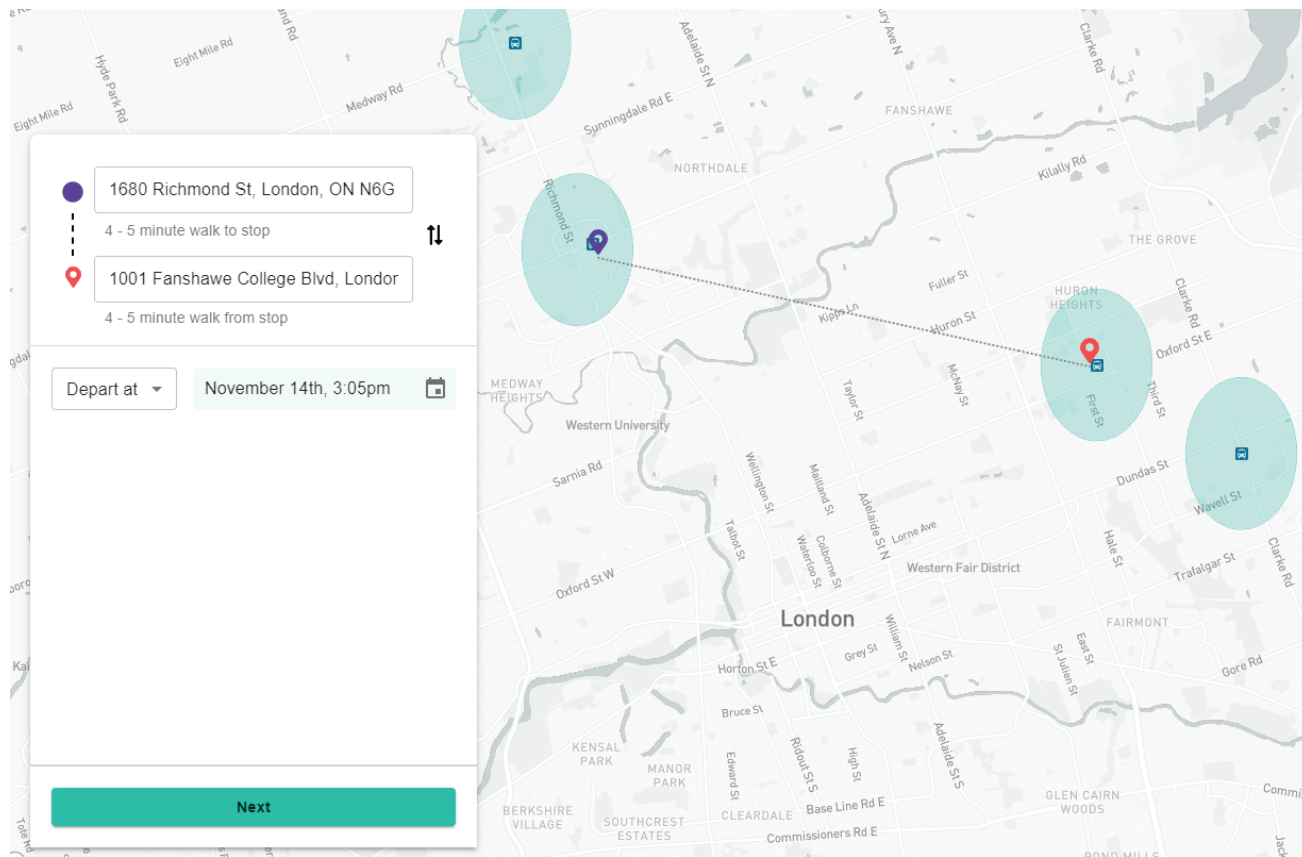 Eight Mile Rd
Hyde Park Rd
Eight Mile Rd
Medway Rd
Adelaide St N
Sunningdale Rd E
Clarke Rd
FANSHAWE
NORTHDALE
Kilally Rd
Richmond St
THE GROVE
1680 Richmond St, London, ON N6G
4 - 5 minute walk to stop
1001 Fanshawe College Blvd, Londor
4 - 5 minute walk from stop
Depart at
November 14th, 3:05pm
Next
Fuller St
HURON
HEIGHTS
Clarke Rd
Kipps Ln
Huron St
Oxford St E
MEDWAY
HEIGHTS
McNay St
Taylor St
First St
Third St
Western University
Sarnia Rd
Wellington St
Maitland St
Dundas St
Adelaide St N
Wavell St
Talbot St
Lorne Ave
Waterloo St
Colborne St
Hale St
Western Fair District
Trafalgar St
Clarke Rd
Oxford St W
London
William St
FAIRMONT
East St
St Julien St
Grey St
Nelson St
Horton St E
Gore Rd
Bruce St
Adelaide St S
KENSAL
PARK
Ridout St S
High St
Edward St
MANOR
PARK
GLEN CAIRN
WOODS
BERKSHIRE
VILLAGE
SOUTHCREST
ESTATES
CLEARDALE
Base Line Rd E
Commissioners Rd E